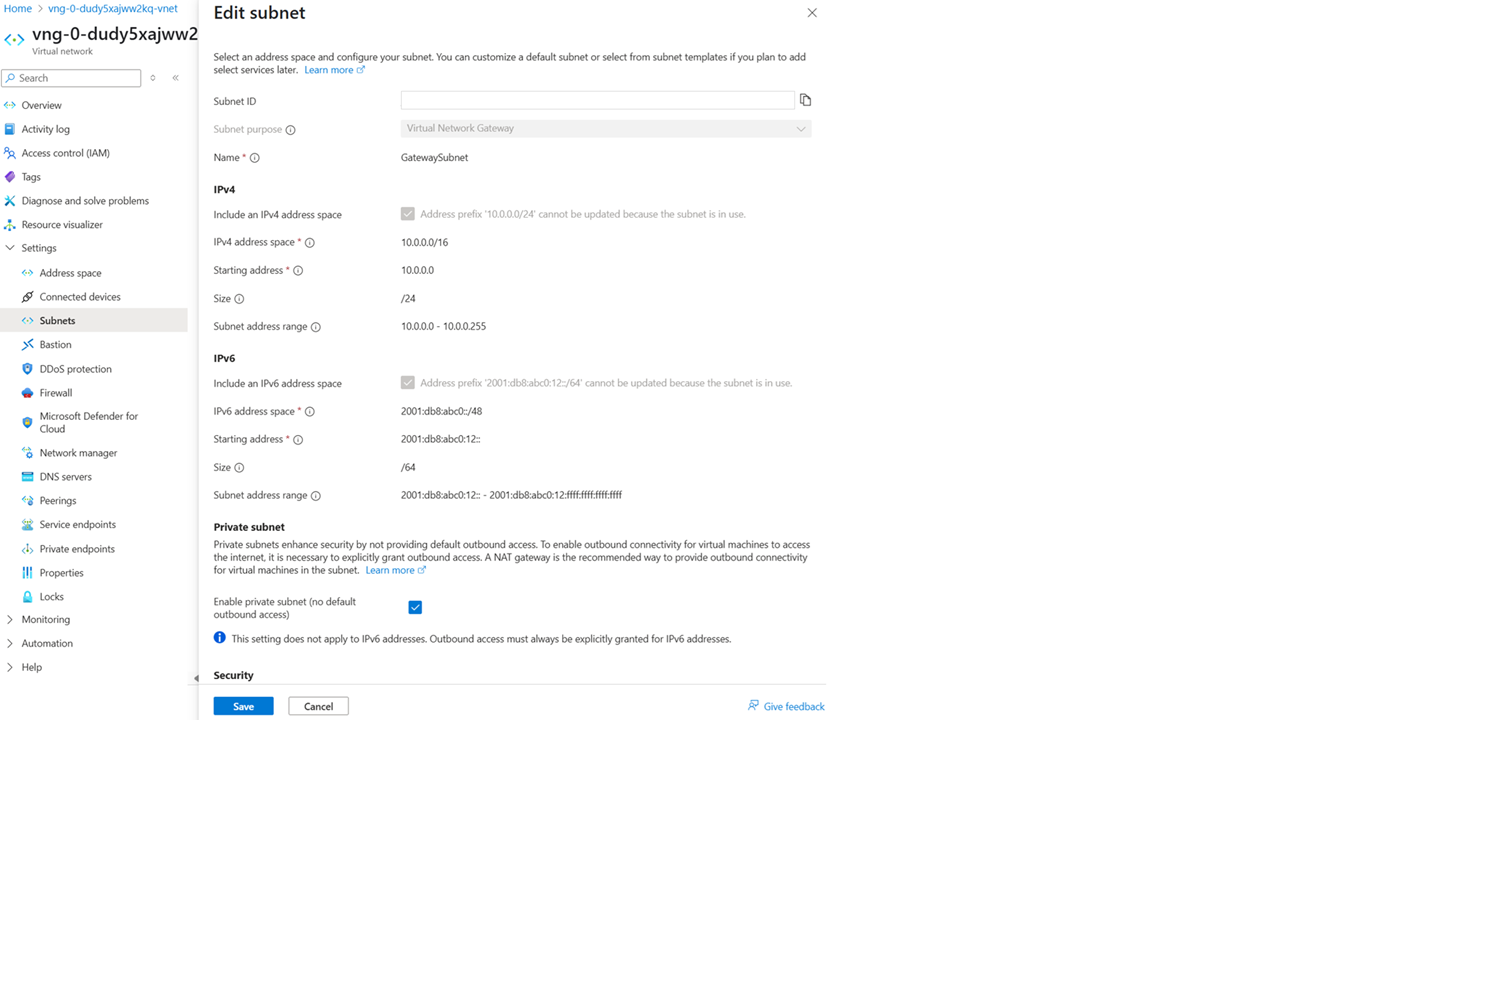 Home > vng-0-dudy5xajww2kq-vnet
vng-0-dudy5xajww2
Virtual network
Search
Overview
Activity log
Access control (IAM)
Tags
Diagnose and solve problems
Resource visualizer
Settings
Address space
Connected devices
Subnets
Bastion
DDoS protection
Firewall
Microsoft Defender for
Cloud
Network manager
DNS servers
Peerings
Service endpoints
Private endpoints
Properties
Locks
Monitoring
Automation
Help
Edit subnet
Select an address space and configure your subnet. You can customize a default subnet or select from subnet templates if you plan to add
select services later. Learn more
Subnet ID
Subnet purpose
Virtual Network Gateway
Name *
GatewaySubnet
IPv4
Include an IPv4 address space
Address prefix '10.0.0.0/24' cannot be updated because the subnet is in use.
IPv4 address space *
10.0.0.0/16
Starting address *
10.0.0.0
Size
/24
Subnet address range
10.0.0.0 - 10.0.0.255
IPv6
Include an IPv6 address space
Address prefix '2001:db8:abc0:12::/64' cannot be updated because the subnet is in use.
IPv6 address space *
2001:db8:abc0::/48
Starting address *
2001:db8:abc0:12::
Size
/64
Subnet address range
2001:db8:abc0:12:: - 2001:db8:abc0:12:ffff:ffff:ffff:ffff
Private subnet
Private subnets enhance security by not providing default outbound access. To enable outbound connectivity for virtual machines to access
the internet, it is necessary to explicitly grant outbound access. A NAT gateway is the recommended way to provide outbound connectivity
for virtual machines in the subnet. Learn more
Enable private subnet (no default
outbound access)
This setting does not apply to IPv6 addresses. Outbound access must always be explicitly granted for IPv6 addresses.
Security
Save
Cancel
Give feedback